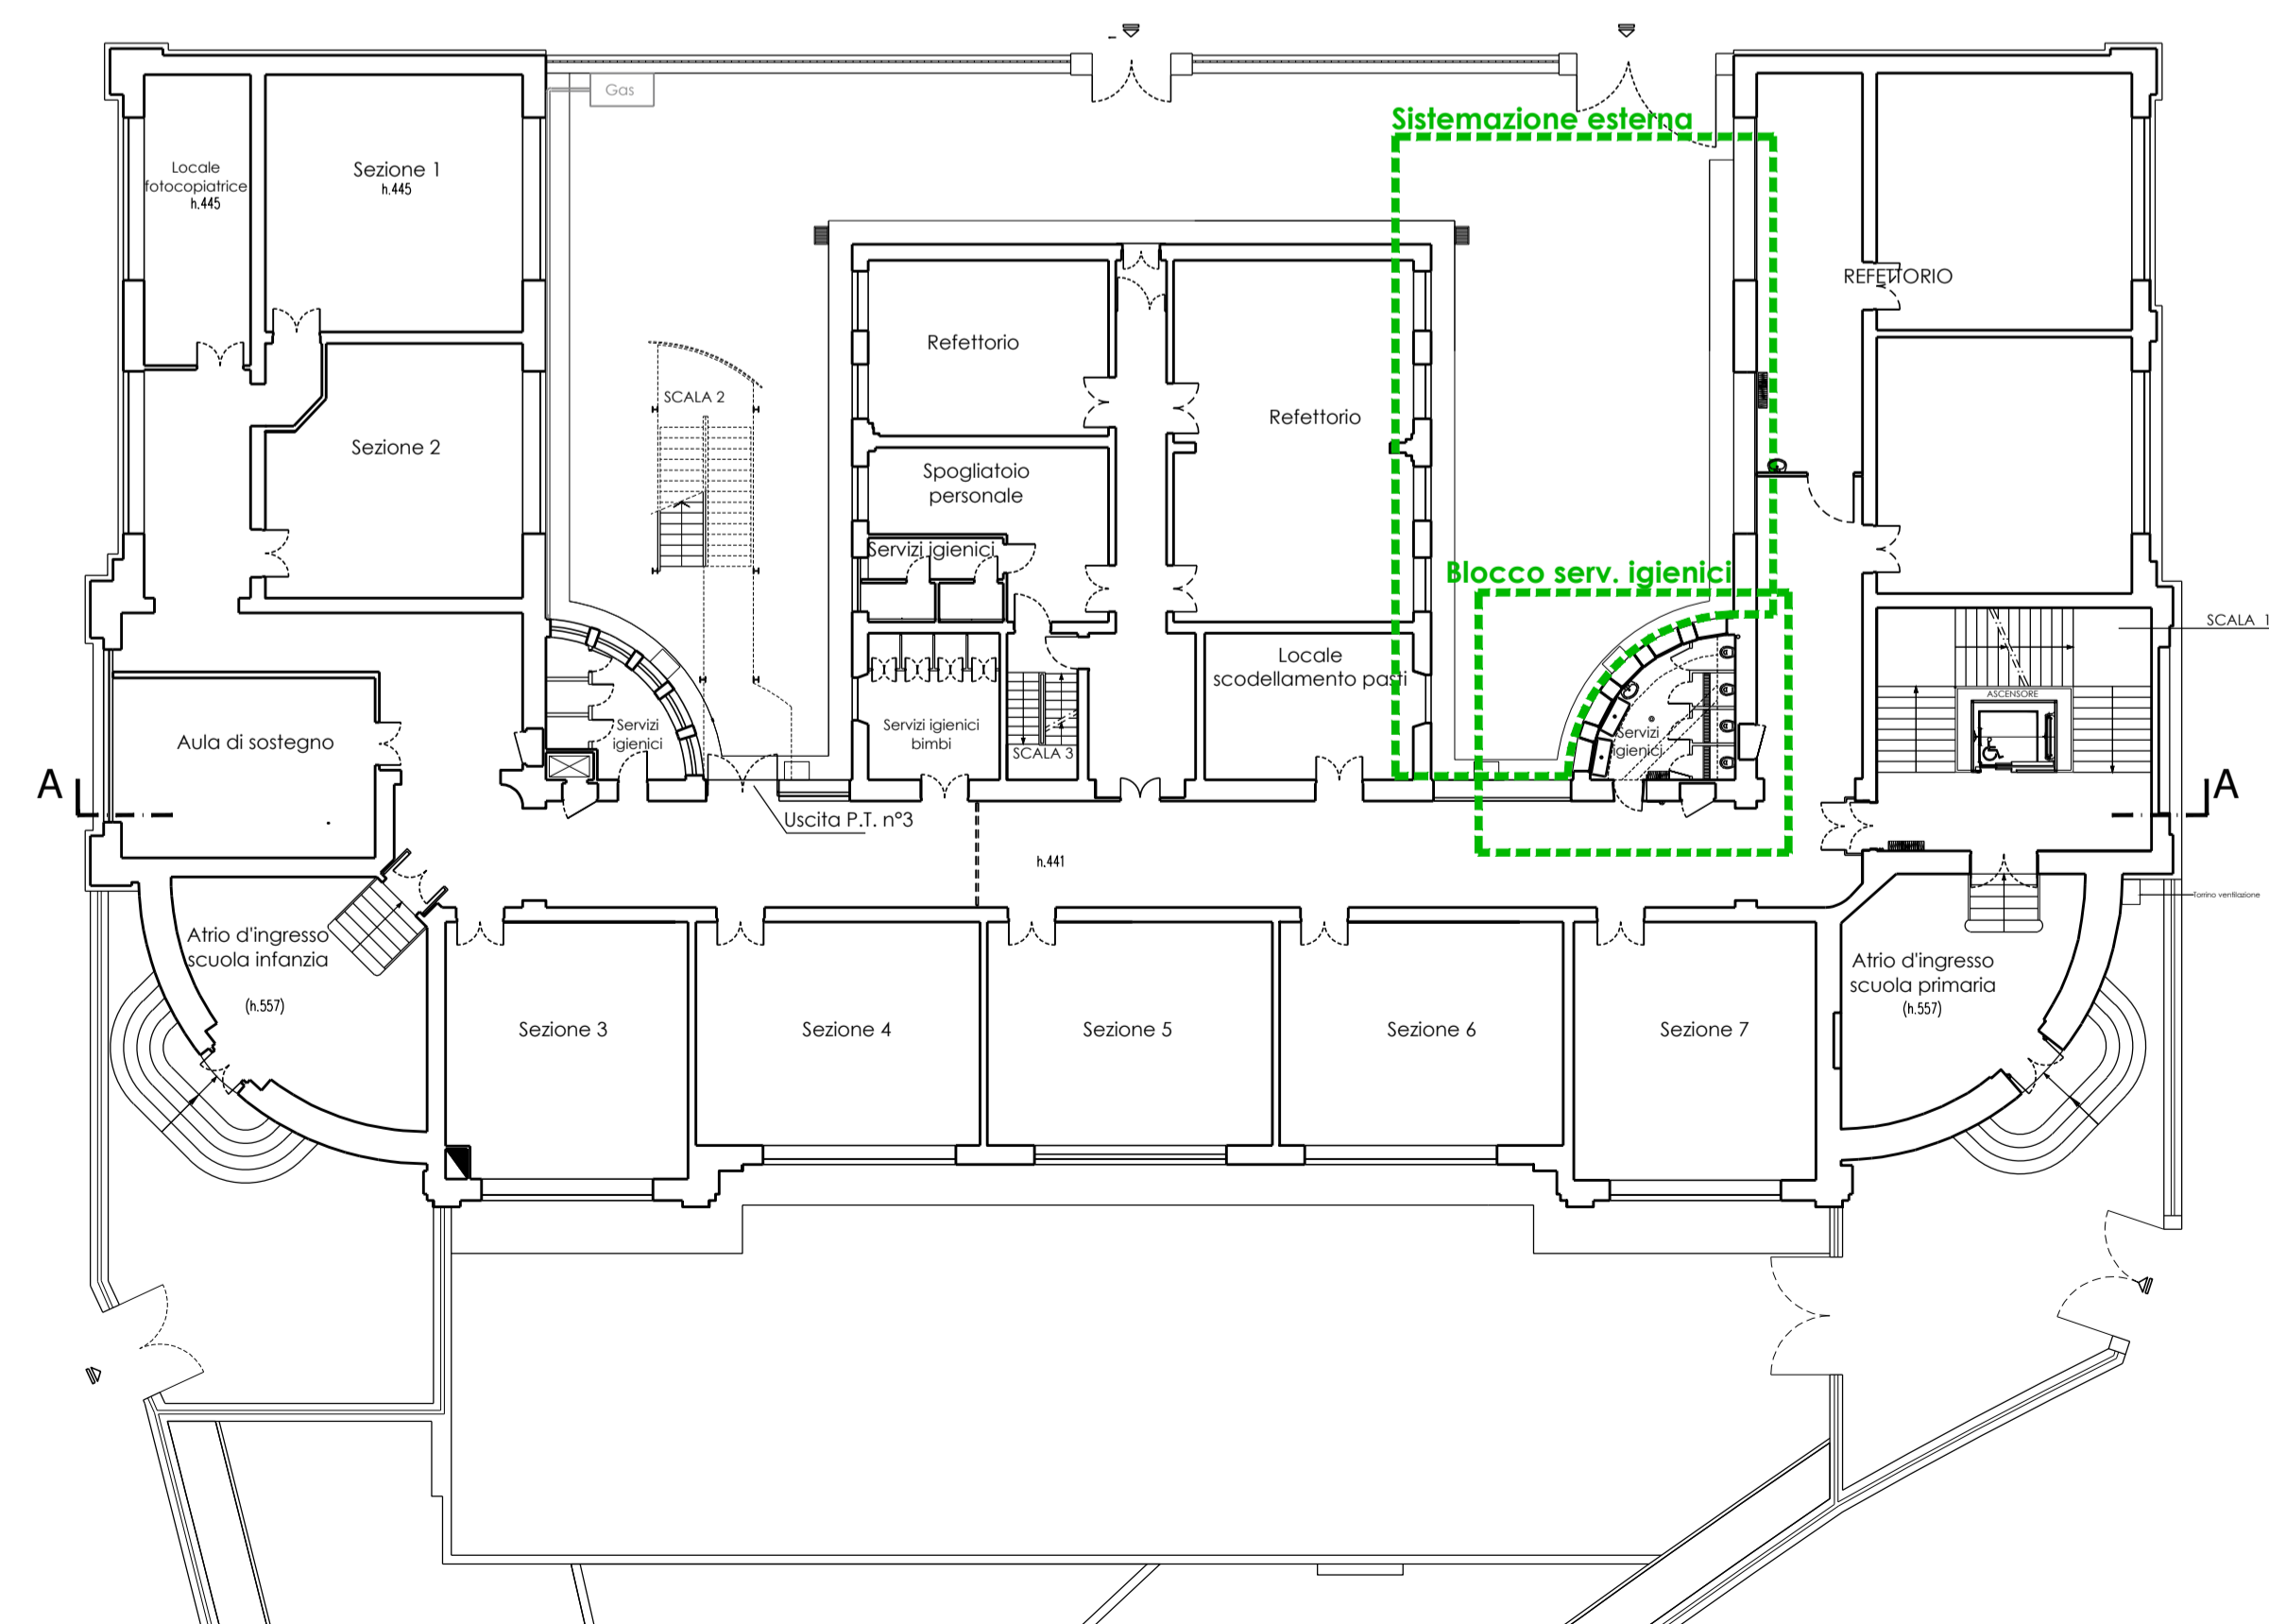 Gas
Sistemazione esterna
Locale
fotocopiatrice
h.445
Sezione 1
h.445
REFETTORIO
Refettorio
SCALA 2
Refettorio
Sezione 2
Spogliatoio
personale
Servizi igienici
Blocco serv. igienici
SCALA 1
Locale
scodellamento pasti
ASCENSORE
Aula di sostegno
Servizi
igienici
Servizi igienici
bimbi
SCALA 3
Servizi
igienici
A
A
Uscita P.T. n°3
h.441
Torrino ventilazione
Atrio d'ingresso
scuola infanzia
(h.557)
Atrio d'ingresso
scuola primaria
(h.557)
Sezione 3
Sezione 4
Sezione 5
Sezione 6
Sezione 7